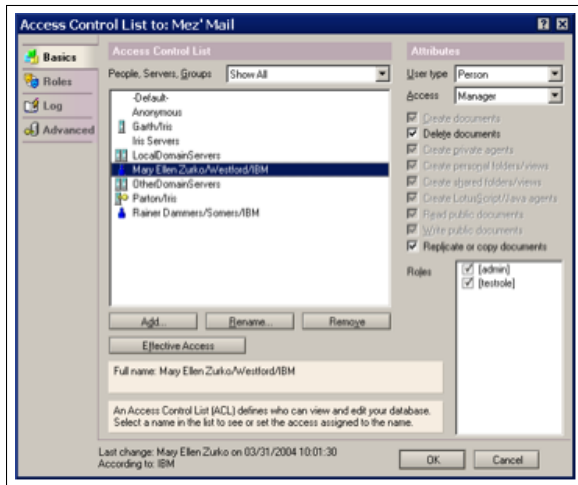 Access Control List to: Mez' Mail
Basics
Roles
Log
Advanced
Access Control List
People, Servers, Groups
Show All
-Default-
Anonymous
Garth/Iris
Iris Servers
LocalDomainServers
Mary Ellen Zurko/Westford/IBM
OtherDomainServers
Parton/Iris
Rainer Dammers/Somers/IBM
Add...
Rename...
Remove
Effective Access
Full name: Mary Ellen Zurko/Westford/IBM
An Access Control List (ACL) defines who can view and edit your database.
Select a name in the list to see or set the access assigned to the name.
Attributes
User type
Person
Access
Manager
Create documents
Delete documents
Create private agents
Create personal folders/views
Create shared folders/views
Create LotusScript/Java agents
Read public documents
Write public documents
Replicate or copy documents
Roles
[admin]
[testrole]
Last change: Mary Ellen Zurko on 03/31/2004 10:01:30
According to: IBM
OK
Cancel